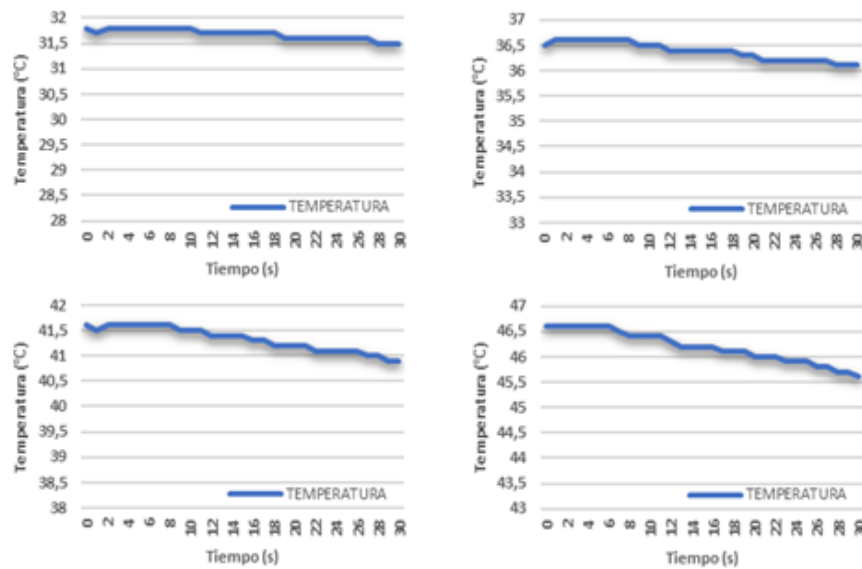 32
31,5
31
30,5
30
29,5
29
28,5
28
Temperatura (°C)
TEMPERATURA
0 2 4 6 8 10 12 14 16 18 20 22 24 26 28 30
Tiempo (s)
37
36,5
36
35,5
35
34,5
34
33,5
33
Temperatura (°C)
TEMPERATURA
0 2 4 6 8 10 12 14 16 18 20 22 24 26 28 30
Tiempo (s)
42
41,5
41
40,5
40
39,5
39
38,5
38
Temperatura (°C)
TEMPERATURA
0 2 4 6 8 10 12 14 16 18 20 22 24 26 28 30
Tiempo (s)
47
46,5
46
45,5
45
44,5
44
43,5
43
Temperatura (°C)
TEMPERATURA
0 2 4 6 8 10 12 14 16 18 20 22 24 26 28 30
Tiempo (s)